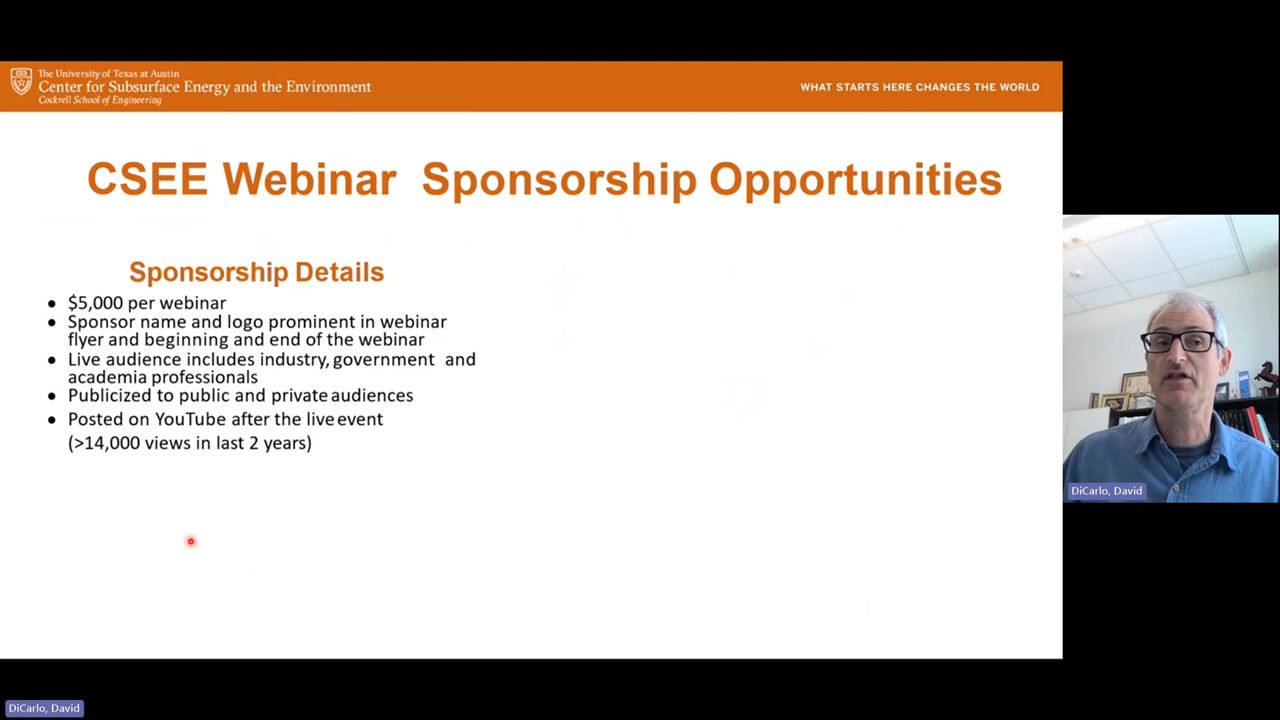 The University of Texas at Austin
Center for Subsurface Energy and the Environment
Cockrell School of Engineering
WHAT STARTS HERE CHANGES THE WORLD
CSEE Webinar Sponsorship Opportunities
Sponsorship Details
● $5,000 per webinar
● Sponsor name and logo prominent in webinar
flyer and beginning and end of the webinar
● Live audience includes industry, government and
academia professionals
● Publicized to public and private audiences
● Posted on YouTube after the live event
(>14,000 views in last 2 years)
DiCarlo, David
DiCarlo, David